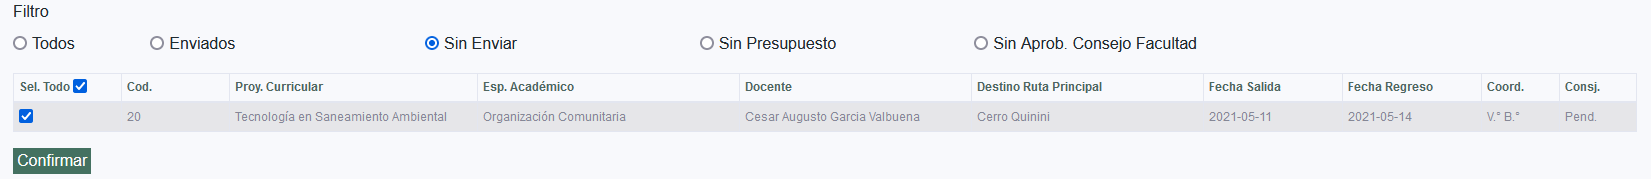 Filtro
Todos Enviados Sin Enviar Sin Presupuesto Sin Aprob. Consejo Facultad
Sel. Todo Cod. Proy. Curricular Esp. Académico Docente Destino Ruta Principal Fecha Salida Fecha Regreso Coord. Consj.
20 Tecnología en Saneamiento Ambiental Organización Comunitaria Cesar Augusto Garcia Valbuena Cerro Quinini 2021-05-11 2021-05-14 V.° B.° Pend.
Confirmar